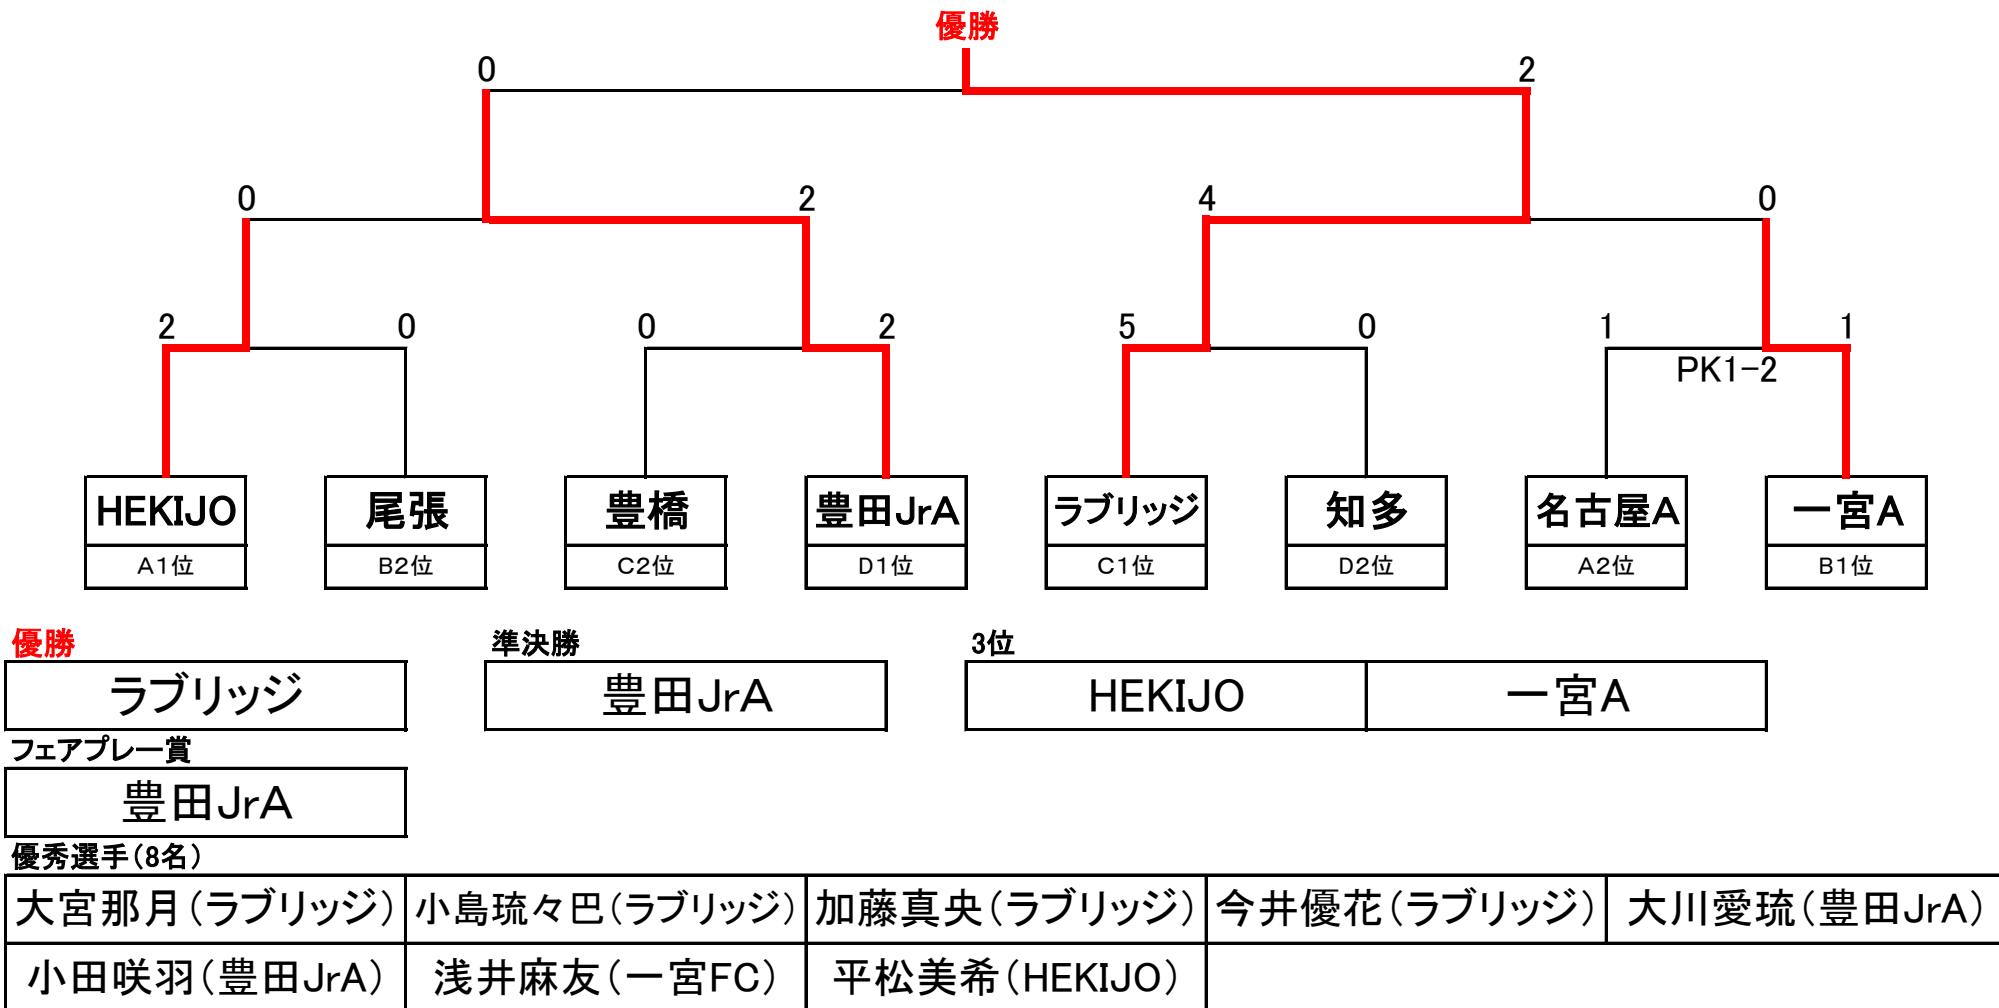 優勝
0 2
0 2 4 0
2 0 0 2 5 0 1 1
PK1-2
HEKIJO 尾張 豊橋 豊田JrA ラブリッジ 知多 名古屋A 一宮A
A1位 B2位 C2位 D1位 C1位 D2位 A2位 B1位
優勝 準決勝 3位
ラブリッジ 豊田JrA HEKIJO 一宮A
フェアプレー賞
豊田JrA
優秀選手(8名)
大宮那月(ラブリッジ) 小島琉々巴(ラブリッジ) 加藤真央(ラブリッジ) 今井優花(ラブリッジ) 大川愛琉(豊田JrA)
小田咲羽(豊田JrA) 浅井麻友(一宮FC) 平松美希(HEKIJO)